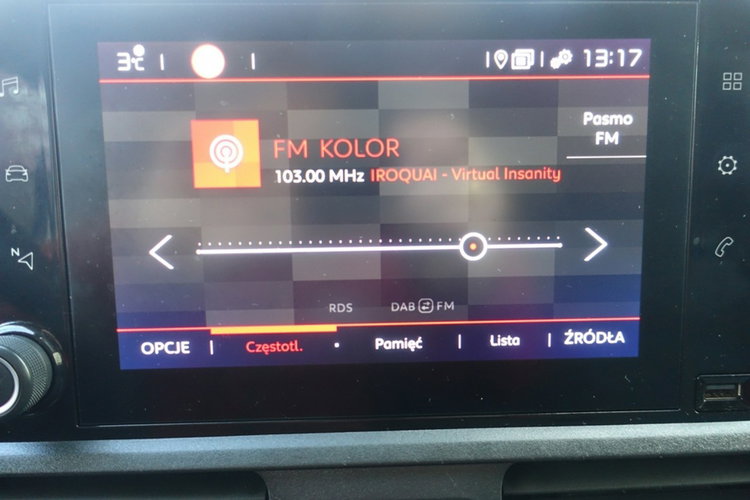 3°C
13:17
Pasmo
FM
FM KOLOR
103.00 MHz IROQUAI - Virtual Insanity
N
RDS DAB FM
OPCJE Częstotl. Pamięć Lista ŹRÓDŁA